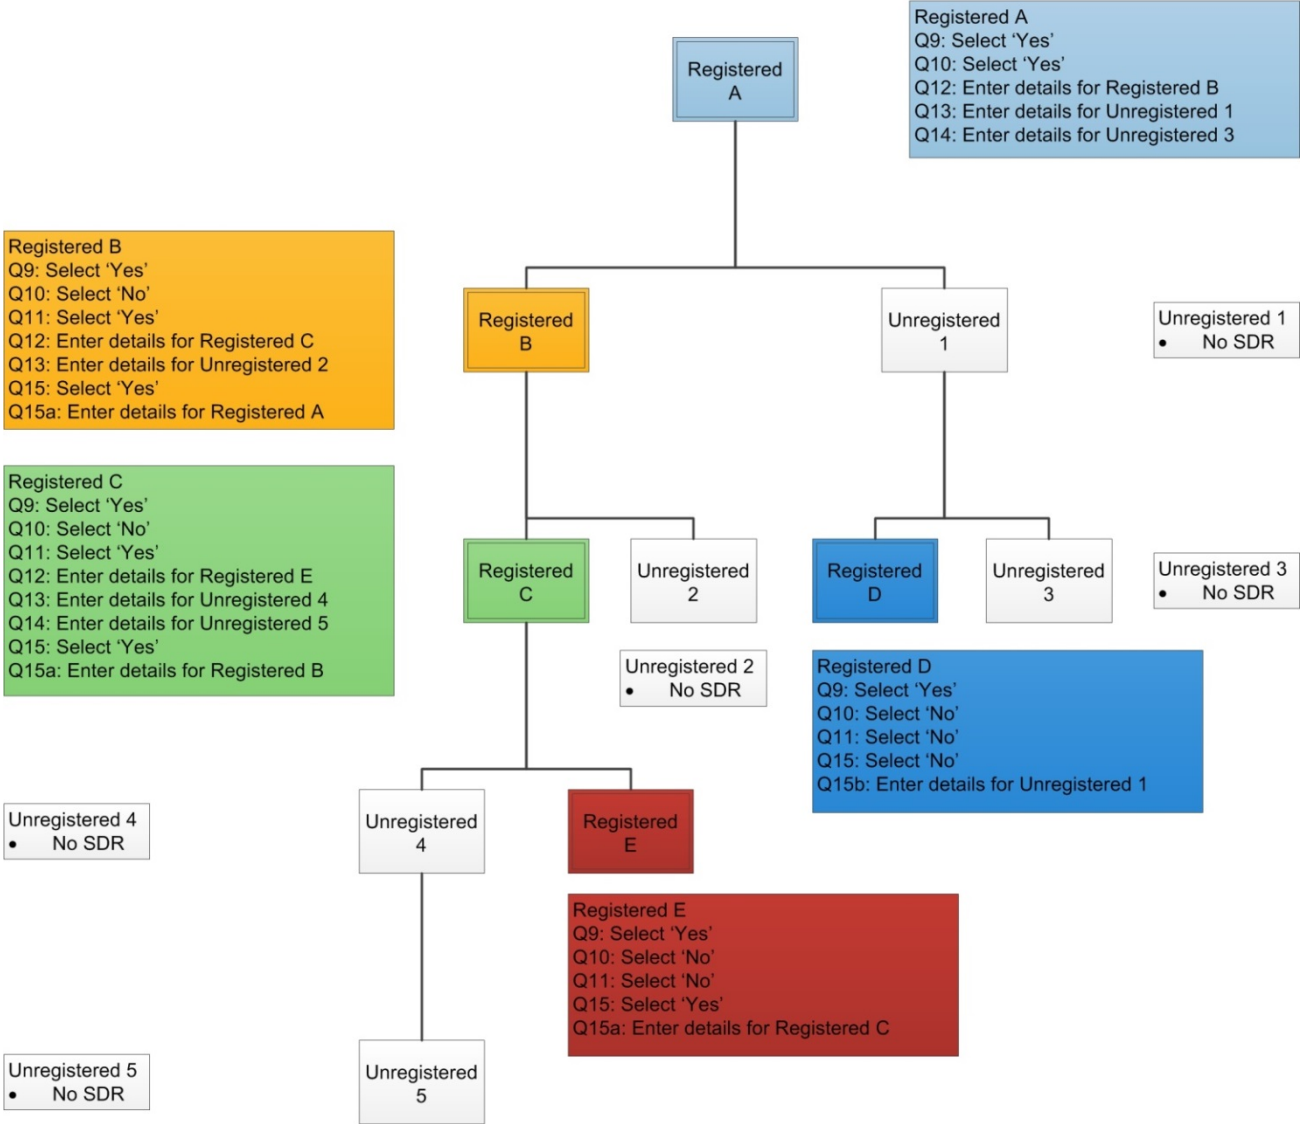 Registered A
Q9: Select ‘Yes’
Q10: Select ‘Yes’
Q12: Enter details for Registered B
Q13: Enter details for Unregistered 1
Q14: Enter details for Unregistered 3
Registered
A
Registered B
Q9: Select ‘Yes’
Q10: Select ‘No’
Q11: Select ‘Yes’
Q12: Enter details for Registered C
Q13: Enter details for Unregistered 2
Q15: Select ‘Yes’
Q15a: Enter details for Registered A
Registered
B
Unregistered
1
Unregistered 1
• No SDR
Registered C
Q9: Select ‘Yes’
Q10: Select ‘No’
Q11: Select ‘Yes’
Q12: Enter details for Registered E
Q13: Enter details for Unregistered 4
Q14: Enter details for Unregistered 5
Q15: Select ‘Yes’
Q15a: Enter details for Registered B
Registered
C
Unregistered
2
Registered
D
Unregistered
3
Unregistered 3
• No SDR
Unregistered 2
• No SDR
Registered D
Q9: Select ‘Yes’
Q10: Select ‘No’
Q11: Select ‘No’
Q15: Select ‘No’
Q15b: Enter details for Unregistered 1
Unregistered 4
• No SDR
Unregistered
4
Registered
E
Registered E
Q9: Select ‘Yes’
Q10: Select ‘No’
Q11: Select ‘No’
Q15: Select ‘Yes’
Q15a: Enter details for Registered C
Unregistered 5
• No SDR
Unregistered
5